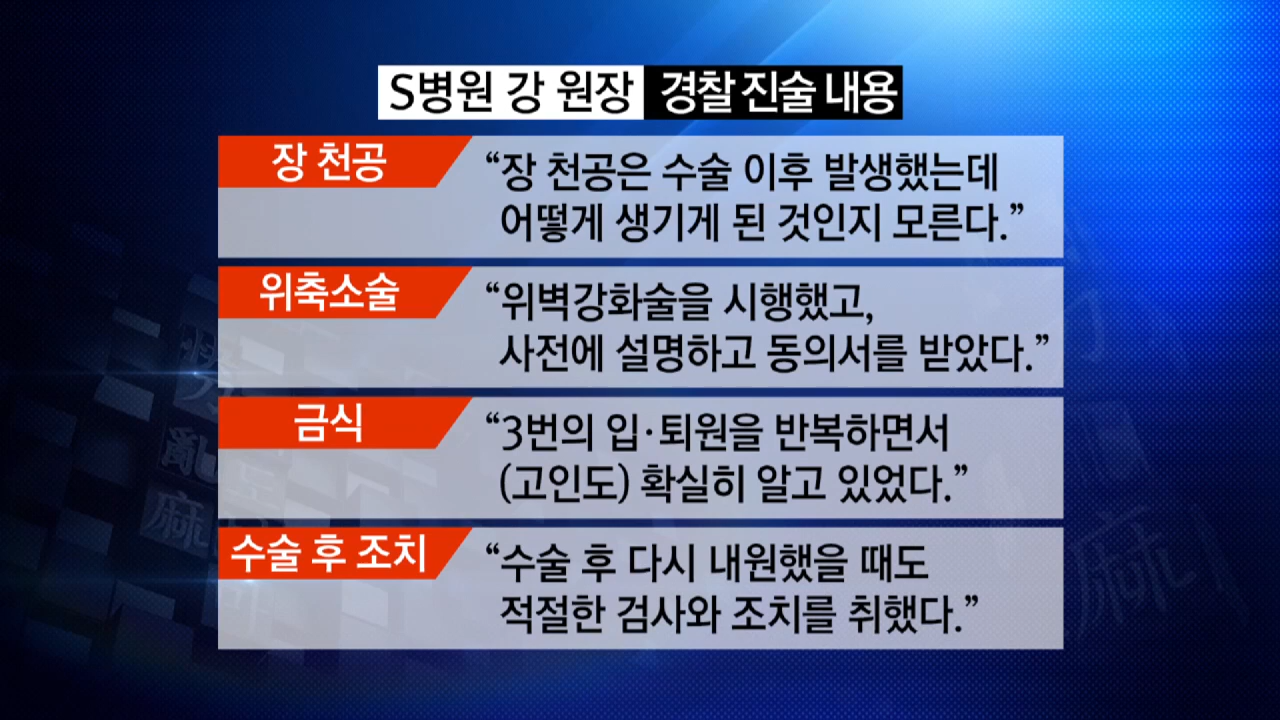 S병원 강 원장 경찰 진술 내용
장 천공
“장 천공은 수술 이후 발생했는데
어떻게 생기게 된 것인지 모른다.”
위축소술
“위벽강화술을 시행했고,
사전에 설명하고 동의서를 받았다.”
금식
“3번의 입·퇴원을 반복하면서
(고인도) 확실히 알고 있었다.”
수술 후 조치
“수술 후 다시 내원했을 때도
적절한 검사와 조치를 취했다.”
亂
麻
麻